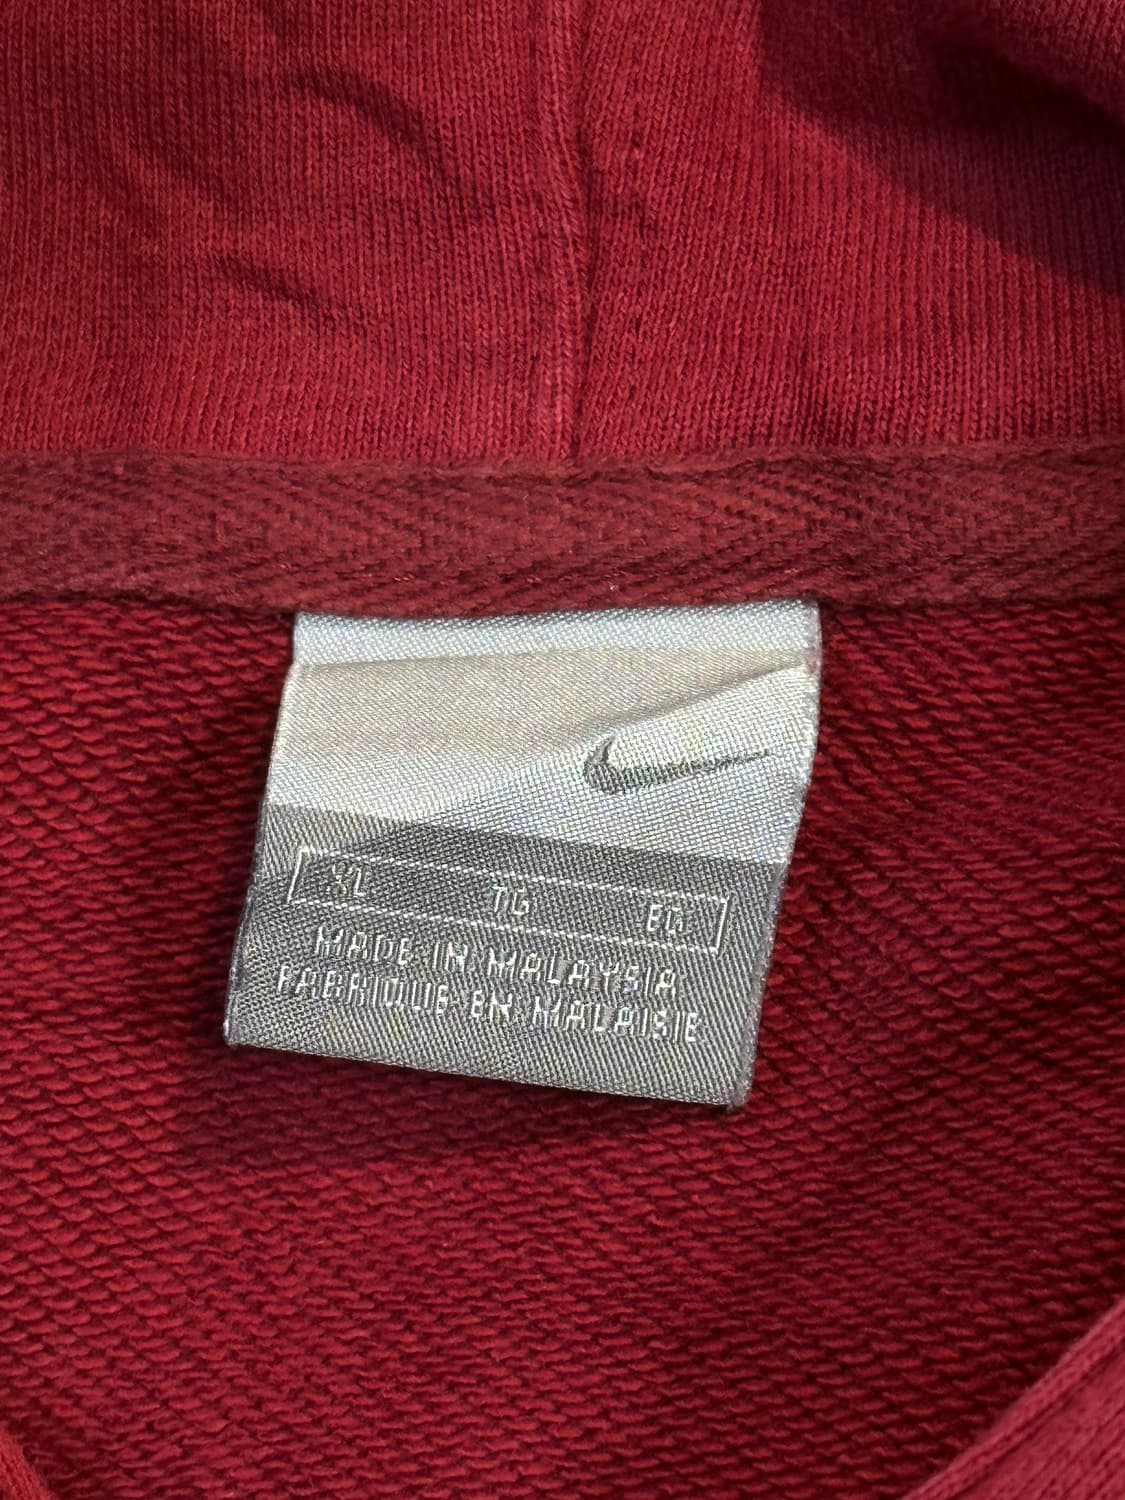 XL TG EG
MADE IN MALAYSIA
FABRIQUE EN MALAISIE